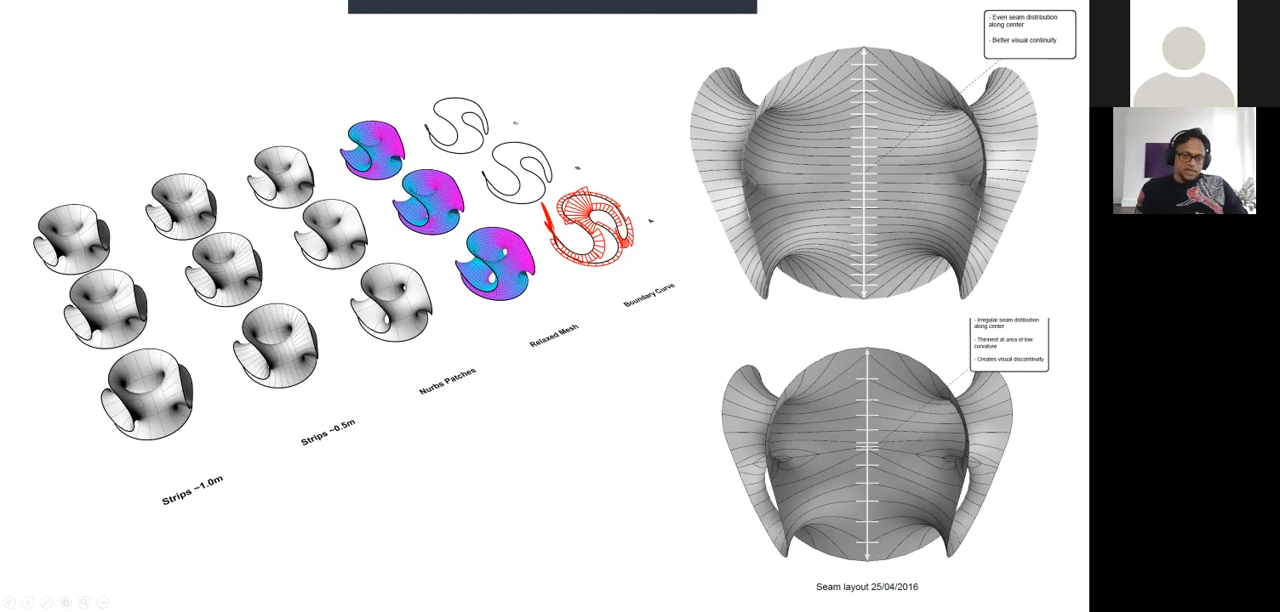 - Even seam distribution
along center
- Better visual continuity
C
B
A
Boundary Curve
Relaxed Mesh
Nurbs Patches
Strips ~0.5m
Strips ~1.0m
- Irregular seam distibution
along center
- Thinnest at area of low
curvature
- Creates visual discontinuity
Seam layout 25/04/2016